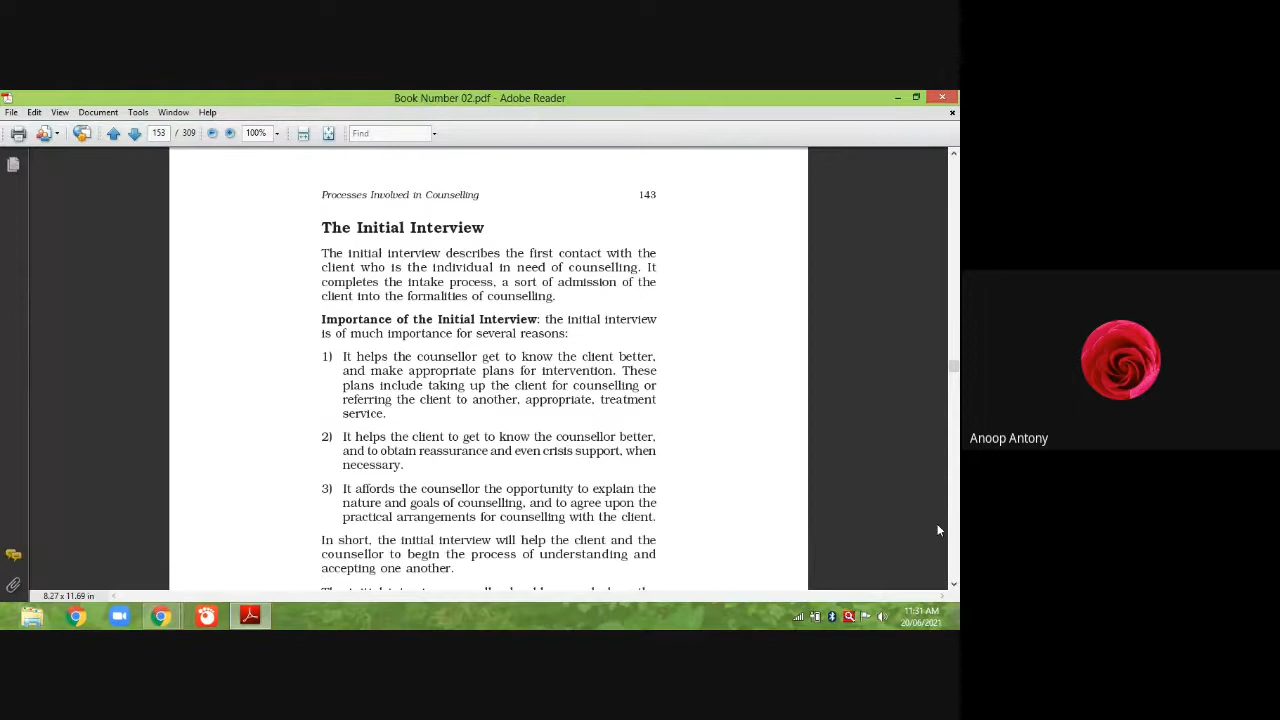 Book Number 02.pdf - Adobe Reader
File Edit View Document Tools Window Help
153 / 309 100% Find
Processes Involved in Counselling 143
The Initial Interview
The initial interview describes the first contact with the
client who is the individual in need of counselling. It
completes the intake process, a sort of admission of the
client into the formalities of counselling.
Importance of the Initial Interview: the initial interview
is of much importance for several reasons:
1) It helps the counsellor get to know the client better,
and make appropriate plans for intervention. These
plans include taking up the client for counselling or
referring the client to another, appropriate, treatment
service.
2) It helps the client to get to know the counsellor better,
and to obtain reassurance and even crisis support, when
necessary.
3) It affords the counsellor the opportunity to explain the
nature and goals of counselling, and to agree upon the
practical arrangements for counselling with the client.
In short, the initial interview will help the client and the
counsellor to begin the process of understanding and
accepting one another.
8.27 x 11.69 in
11:31 AM
20/06/2021
Anoop Antony